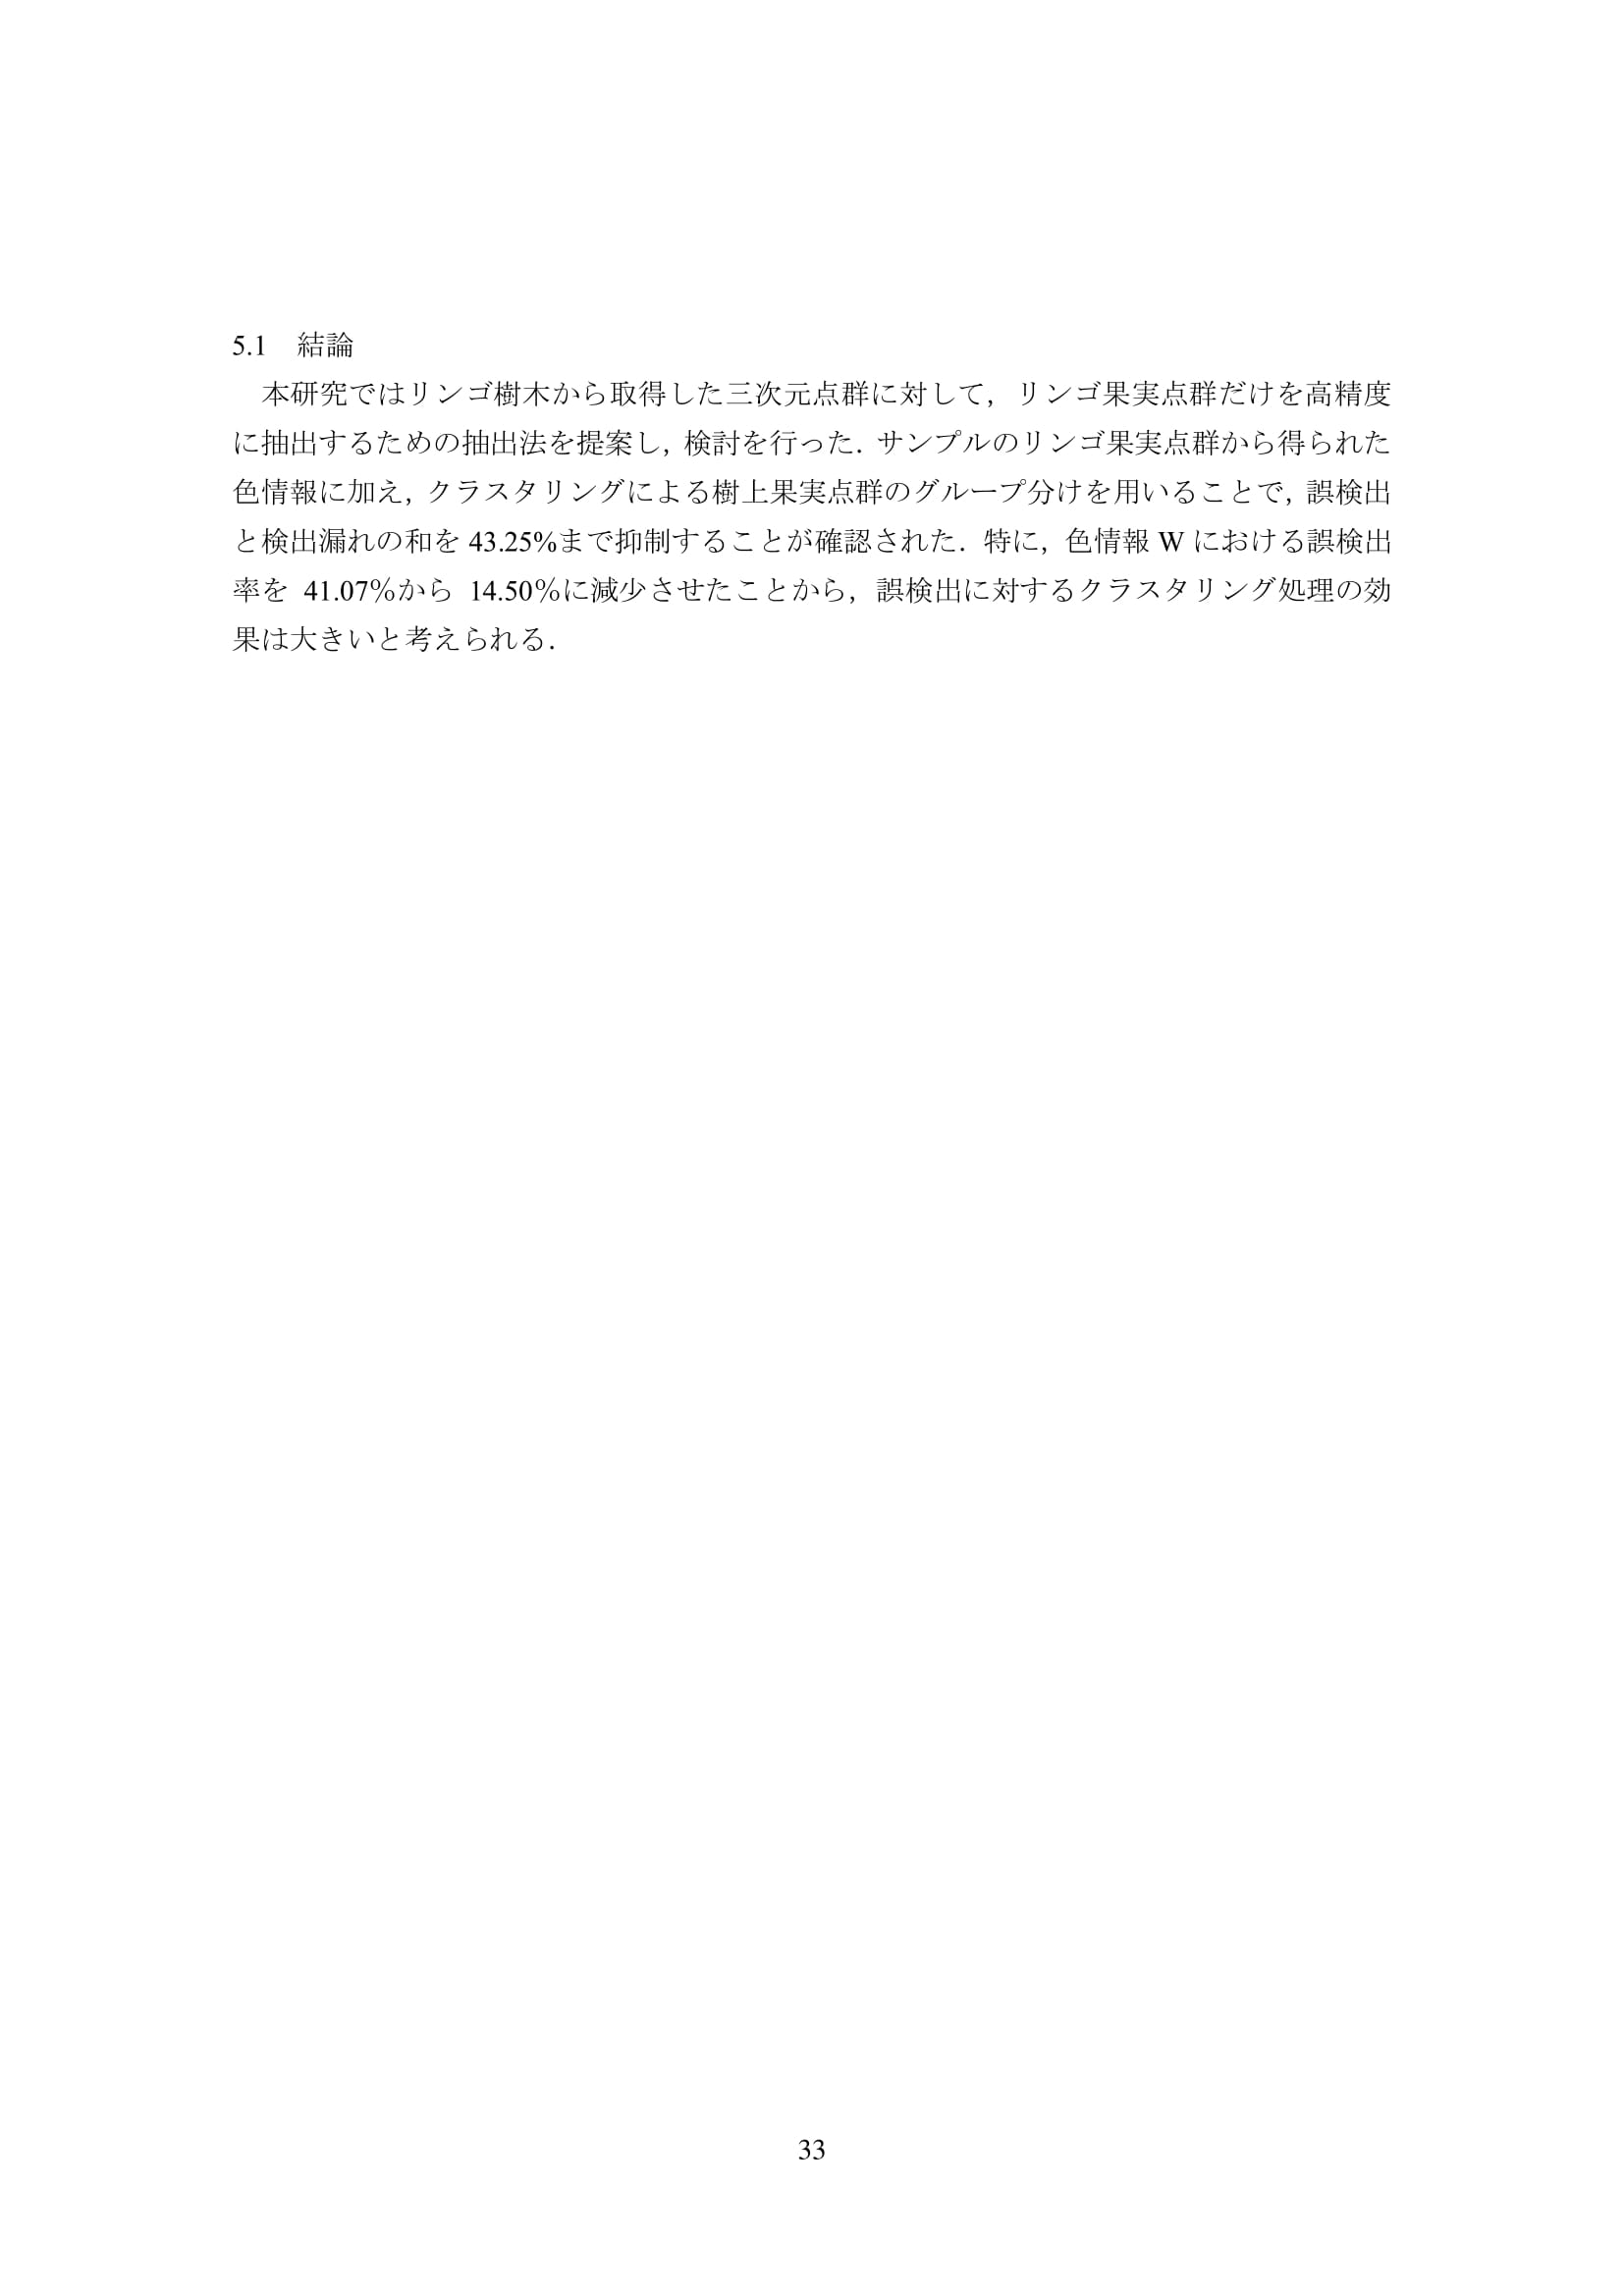 5.1　結論
　本研究ではリンゴ樹木から取得した三次元点群に対して，リンゴ果実点群だけを高精度
に抽出するための抽出法を提案し，検討を行った．サンプルのリンゴ果実点群から得られた
色情報に加え，クラスタリングによる樹上果実点群のグループ分けを用いることで，誤検出
と検出漏れの和を 43.25%まで抑制することが確認された．特に，色情報 W における誤検出
率を 41.07％から 14.50％に減少させたことから，誤検出に対するクラスタリング処理の効
果は大きいと考えられる．
33